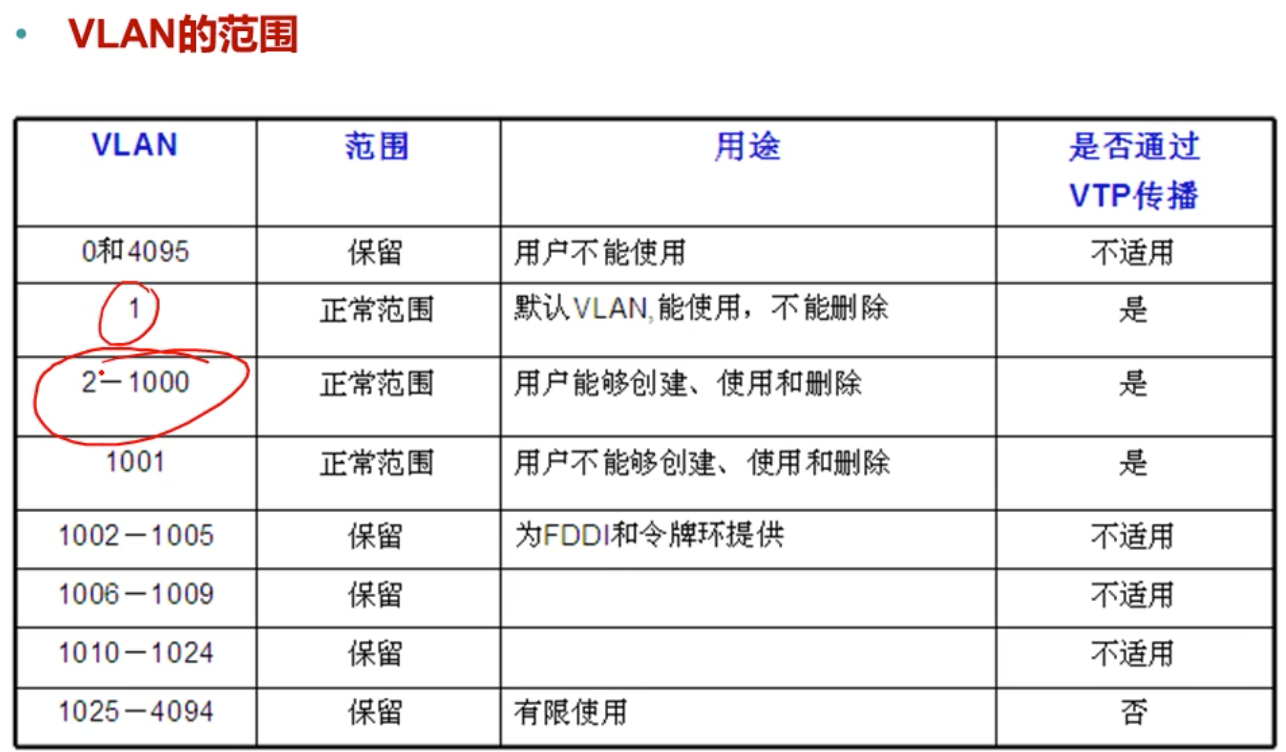 • VLAN的范围
VLAN 范围 用途 是否通过
VTP传播
0和4095 保留 用户不能使用 不适用
1 正常范围 默认VLAN,能使用，不能删除 是
2－1000 正常范围 用户能够创建、使用和删除 是
1001 正常范围 用户不能够创建、使用和删除 是
1002－1005 保留 为FDDI和令牌环提供 不适用
1006－1009 保留 不适用
1010－1024 保留 不适用
1025－4094 保留 有限使用 否